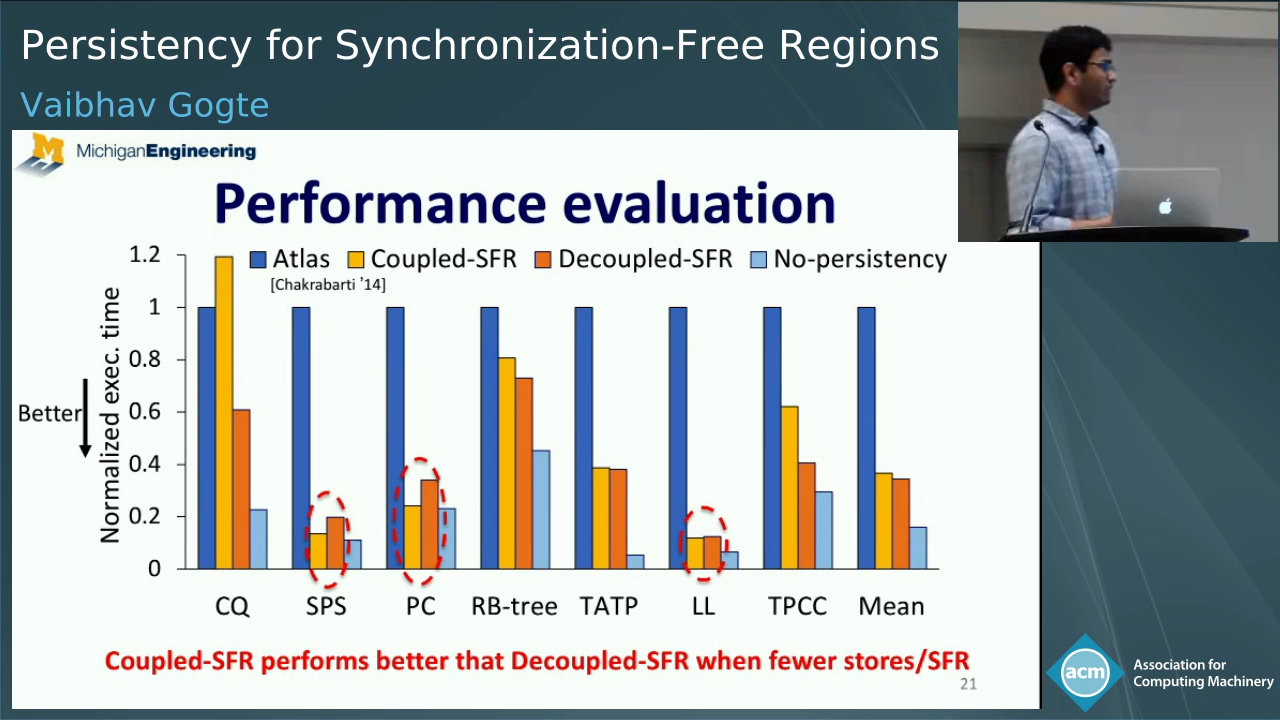 Persistency for Synchronization-Free Regions
Vaibhav Gogte
M MichiganEngineering
Performance evaluation
Atlas Coupled-SFR Decoupled-SFR No-persistency
[Chakrabarti '14]
Normalized exec. time
Better
1.2
1
0.8
0.6
0.4
0.2
0
CQ SPS PC RB-tree TATP LL TPCC Mean
Coupled-SFR performs better that Decoupled-SFR when fewer stores/SFR
21
acm Association for
Computing Machinery